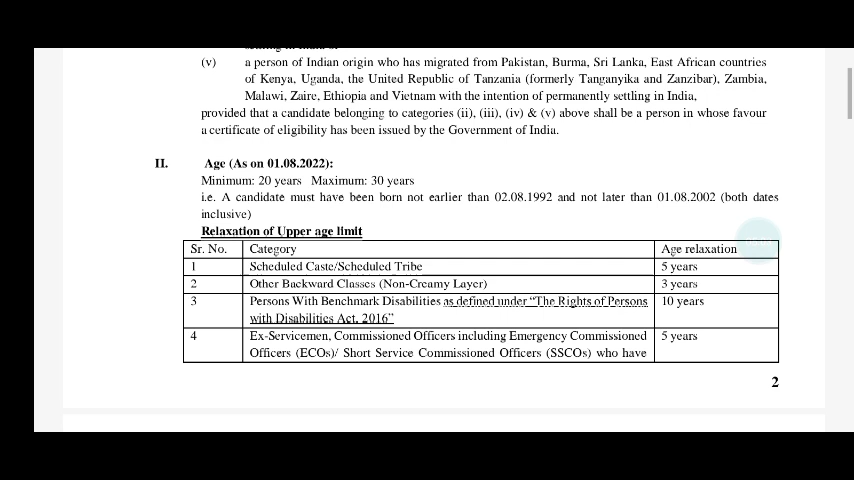 (v) a person of Indian origin who has migrated from Pakistan, Burma, Sri Lanka, East African countries
of Kenya, Uganda, the United Republic of Tanzania (formerly Tanganyika and Zanzibar), Zambia,
Malawi, Zaire, Ethiopia and Vietnam with the intention of permanently settling in India,
provided that a candidate belonging to categories (ii), (iii), (iv) & (v) above shall be a person in whose favour
a certificate of eligibility has been issued by the Government of India.
II. Age (As on 01.08.2022):
Minimum: 20 years Maximum: 30 years
i.e. A candidate must have been born not earlier than 02.08.1992 and not later than 01.08.2002 (both dates
inclusive)
Relaxation of Upper age limit
Sr. No. Category Age relaxation
1 Scheduled Caste/Scheduled Tribe 5 years
2 Other Backward Classes (Non-Creamy Layer) 3 years
3 Persons With Benchmark Disabilities as defined under “The Rights of Persons 10 years
with Disabilities Act, 2016”
4 Ex-Servicemen, Commissioned Officers including Emergency Commissioned 5 years
Officers (ECOs)/ Short Service Commissioned Officers (SSCOs) who have
2